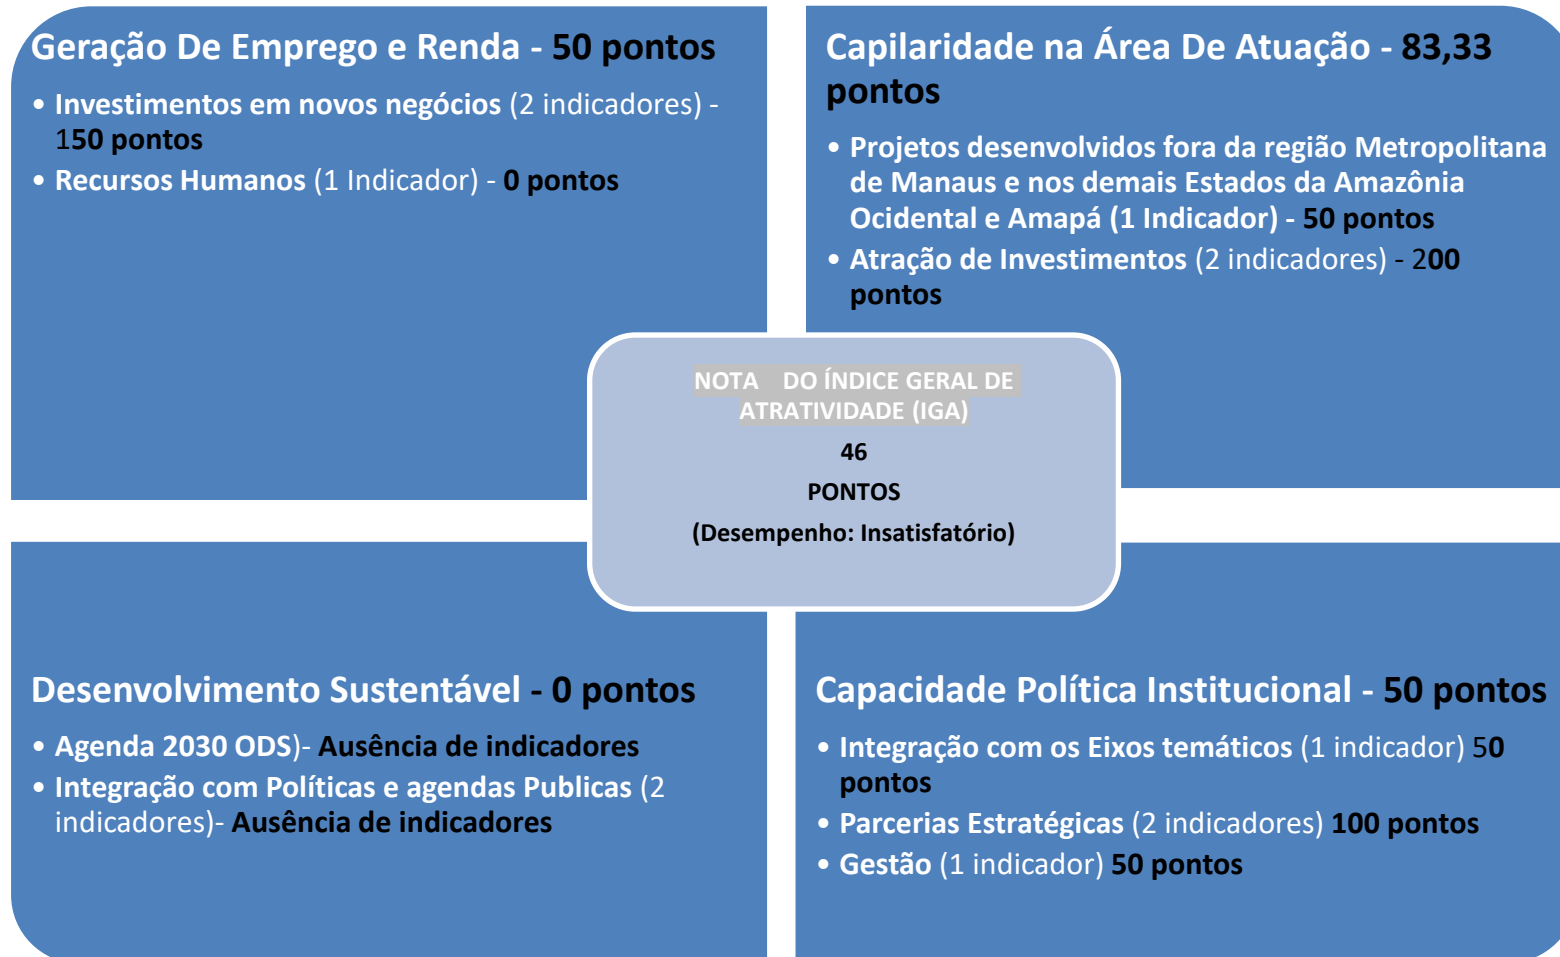 Geração De Emprego e Renda - 50 pontos
• Investimentos em novos negócios (2 indicadores) -
150 pontos
• Recursos Humanos (1 Indicador) - 0 pontos
Capilaridade na Área De Atuação - 83,33
pontos
• Projetos desenvolvidos fora da região Metropolitana
de Manaus e nos demais Estados da Amazônia
Ocidental e Amapá (1 Indicador) - 50 pontos
• Atração de Investimentos (2 indicadores) - 200
pontos
NOTA DO ÍNDICE GERAL DE
ATRATIVIDADE (IGA)
46
PONTOS
(Desempenho: Insatisfatório)
Desenvolvimento Sustentável - 0 pontos
• Agenda 2030 ODS)- Ausência de indicadores
• Integração com Políticas e agendas Publicas (2
indicadores)- Ausência de indicadores
Capacidade Política Institucional - 50 pontos
• Integração com os Eixos temáticos (1 indicador) 50
pontos
• Parcerias Estratégicas (2 indicadores) 100 pontos
• Gestão (1 indicador) 50 pontos